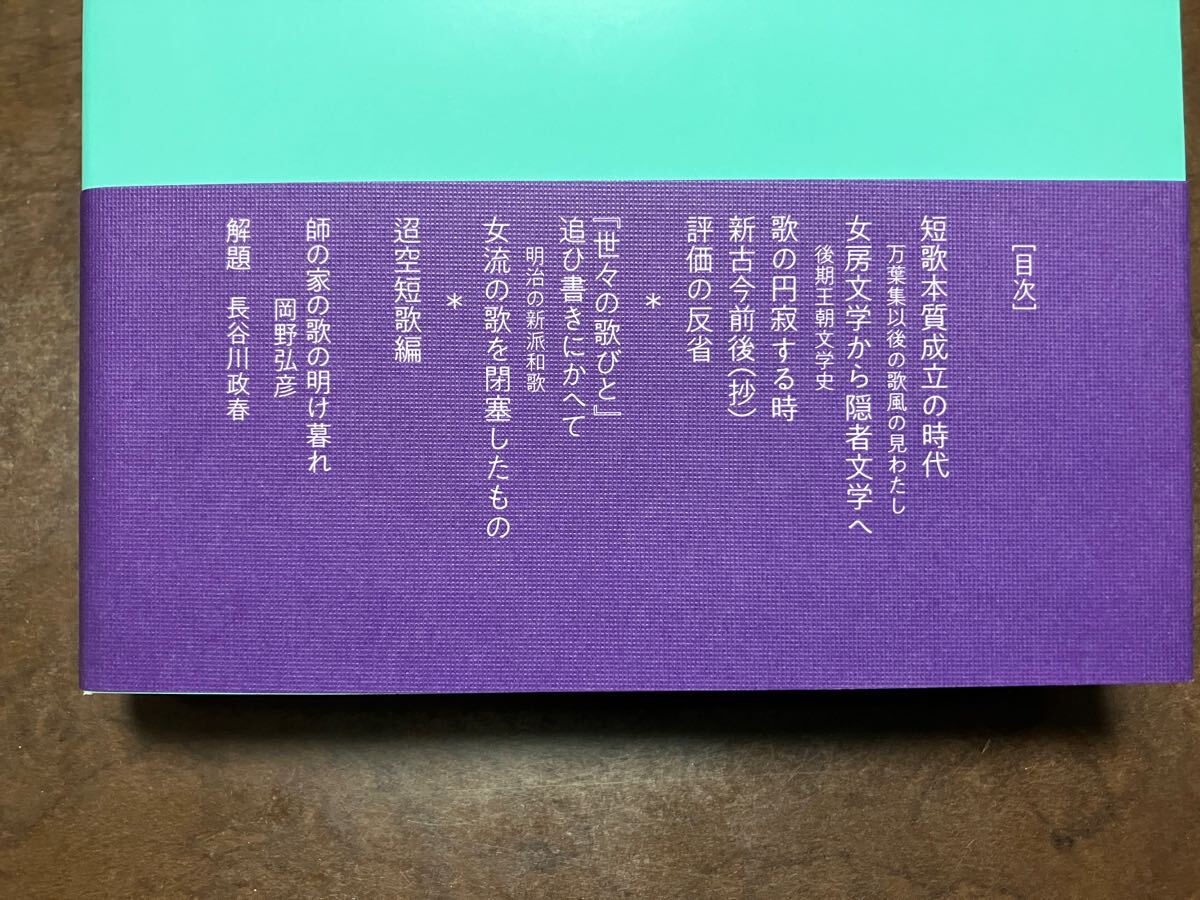 ［目次］
短歌本質成立の時代
万葉集以後の歌風の見わたし
女房文学から隠者文学へ
後期王朝文学史
歌の円寂する時
新古今前後（抄）
評価の反省
＊
『世々の歌びと』
追ひ書きにかへて
明治の新派和歌
女流の歌を閉塞したもの
＊
迢空短歌編
師の家の歌の明け暮れ
岡野弘彦
解題　長谷川政春